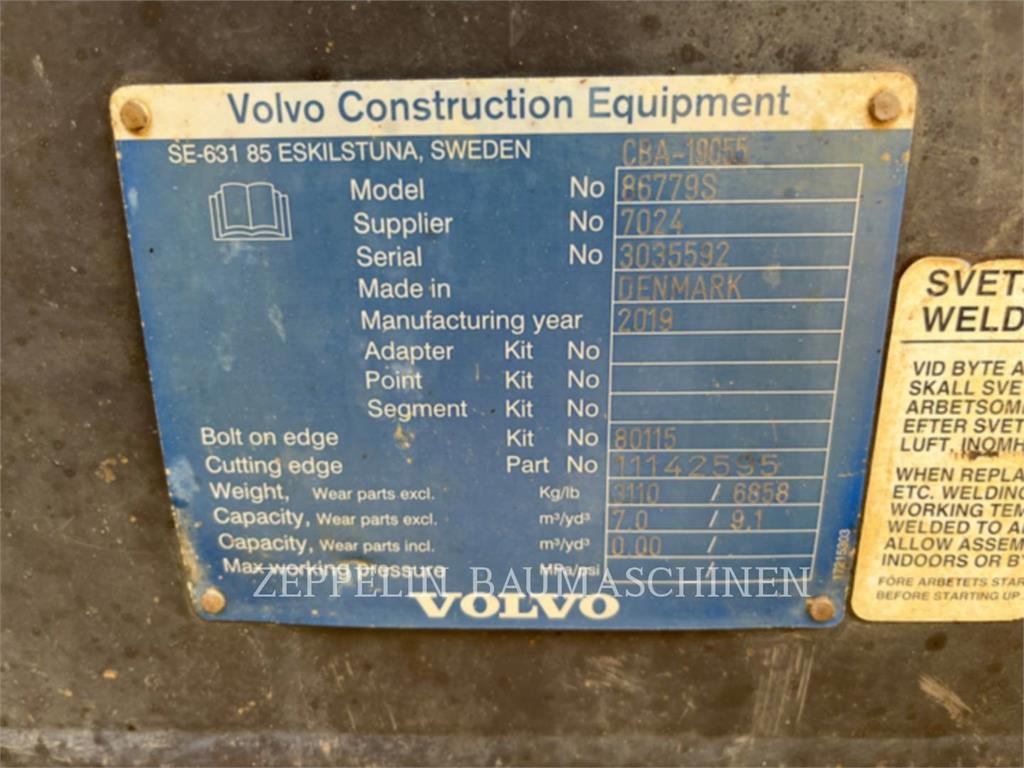 Volvo Construction Equipment
SE-631 85 ESKILSTUNA, SWEDEN CBA-19055
Model No 86779S
Supplier No 7024
Serial No 3035592
Made in DENMARK
Manufacturing year 2019
Adapter Kit No
Point Kit No
Segment Kit No
Bolt on edge Kit No 80115
Cutting edge Part No 11142595
Weight, Wear parts excl. Kg/lb 3110 / 6858
Capacity, Wear parts excl. m³/yd³ 7.0 / 9.1
Capacity, Wear parts incl. m³/yd³ 0.00 /
Max working pressure MPa/psi /
VOLVO
ZEPPELIN BAUMASCHINEN
SVETS
WELD
VID BYTE A
SKALL SVE
ARBETSOM
EFTER SVET
LUFT, INOMH
WHEN REPLA
ETC. WELDING
WORKING TEM
WELDED TO A
ALLOW ASSEM
INDOORS OR B
FÖRE ARBETETS STAR
BEFORE STARTING UP